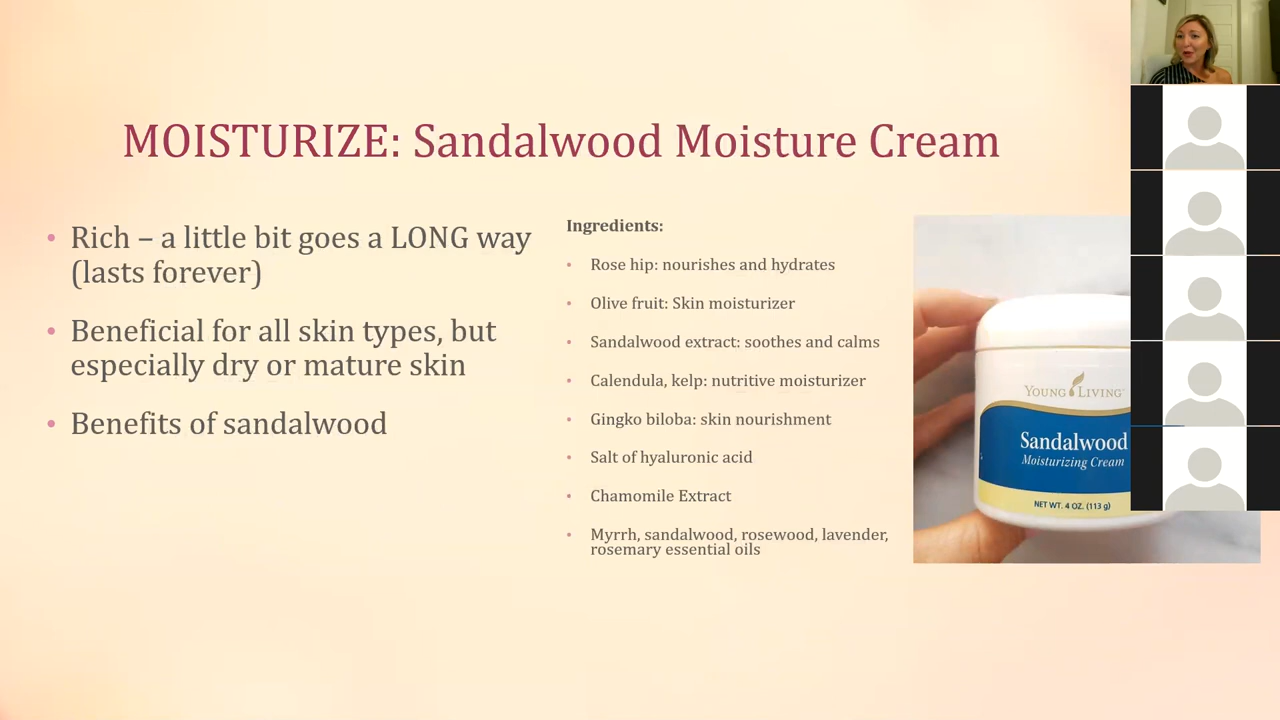 MOISTURIZE: Sandalwood Moisture Cream
• Rich – a little bit goes a LONG way
(lasts forever)
• Beneficial for all skin types, but
especially dry or mature skin
• Benefits of sandalwood
Ingredients:
• Rose hip: nourishes and hydrates
• Olive fruit: Skin moisturizer
• Sandalwood extract: soothes and calms
• Calendula, kelp: nutritive moisturizer
• Gingko biloba: skin nourishment
• Salt of hyaluronic acid
• Chamomile Extract
• Myrrh, sandalwood, rosewood, lavender,
rosemary essential oils
YOUNG LIVING
Sandalwood
Moisturizing Cream
NET WT. 4 OZ. (113 g)